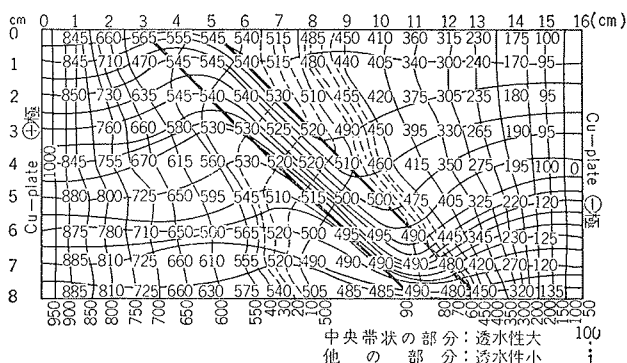 cm 0 1 2 3 4 5 6 7 8 9 10 11 12 13 14 15 16(cm)
0 845 660 565 555 545 540 515 485 450 410 360 315 230 175 100
1 845 710 470 545 545 540 515 480 440 405 340 300 240 170 95
2 850 730 635 545 540 540 530 510 455 420 375 305 235 180 95
3 760 660 580 530 530 525 520 490 450 395 330 265 190 95
4 845 755 670 615 560 530 520 520 510 460 415 350 275 195 100 0
5 880 800 725 650 595 545 510 515 500 500 475 405 325 220 120
6 875 780 710 650 560 565 520 500 495 495 490 445 345 230 125
7 885 810 725 660 610 555 520 490 490 490 490 480 420 270 120
8 885 810 725 660 630 575 540 505 485 485 490 480 450 320 135
Cu-plate ⊕極
1000
Cu-plate ⊖極
950 900 850 800 750 700 650 600 550 40 30 20 10 500 90 80 70 60
100
中央帯状の部分：透水性大
他の部分：透水性小